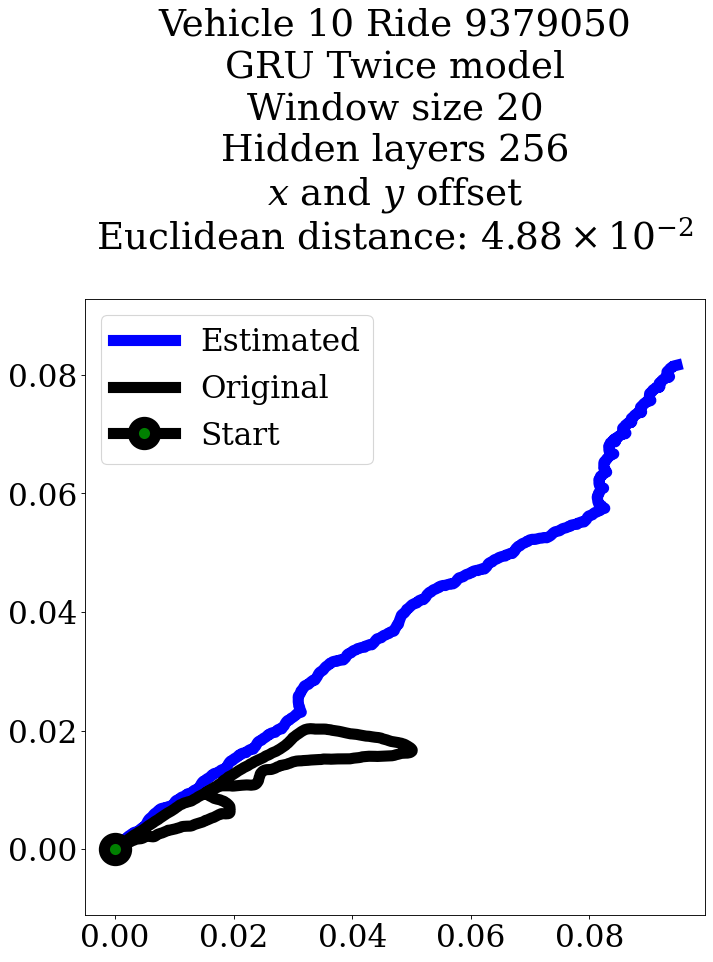 Vehicle 10 Ride 9379050
GRU Twice model
Window size 20
Hidden layers 256
x and y offset
Euclidean distance: 4.88 × 10⁻²
Estimated
Original
Start
0.08
0.06
0.04
0.02
0.00
0.00 0.02 0.04 0.06 0.08